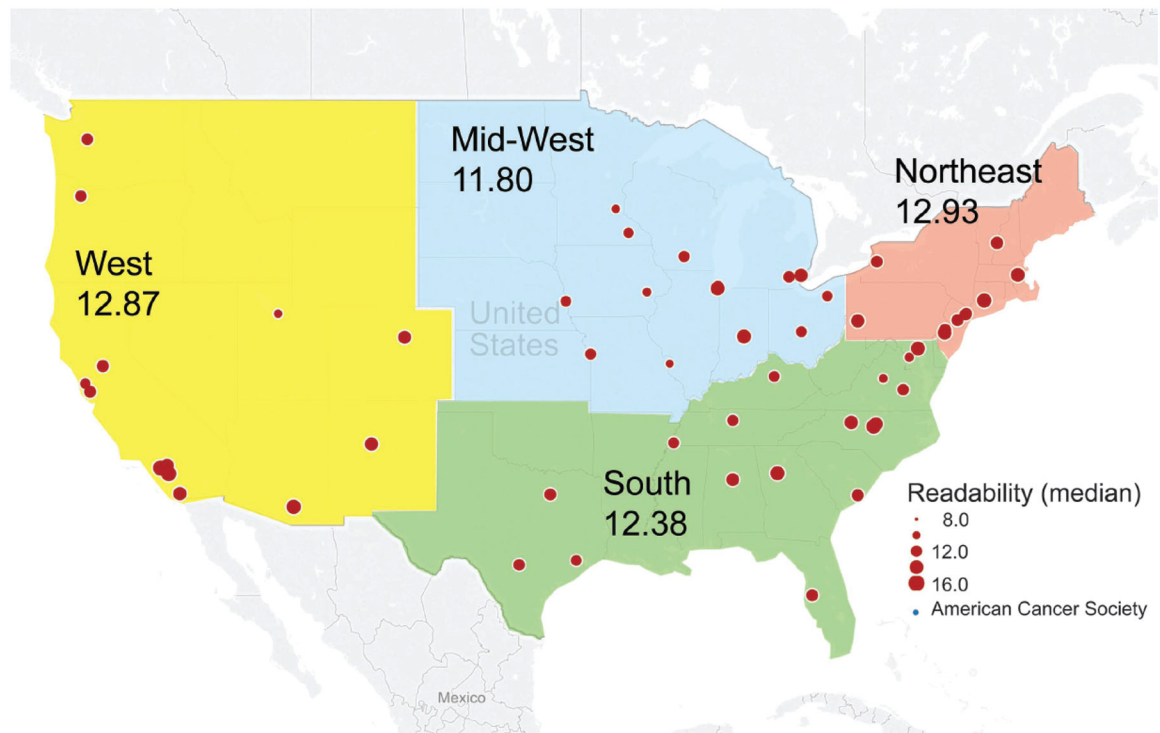 Mid-West
11.80
Northeast
12.93
West
12.87
United
States
South
12.38
Readability (median)
8.0
12.0
16.0
American Cancer Society
Mexico